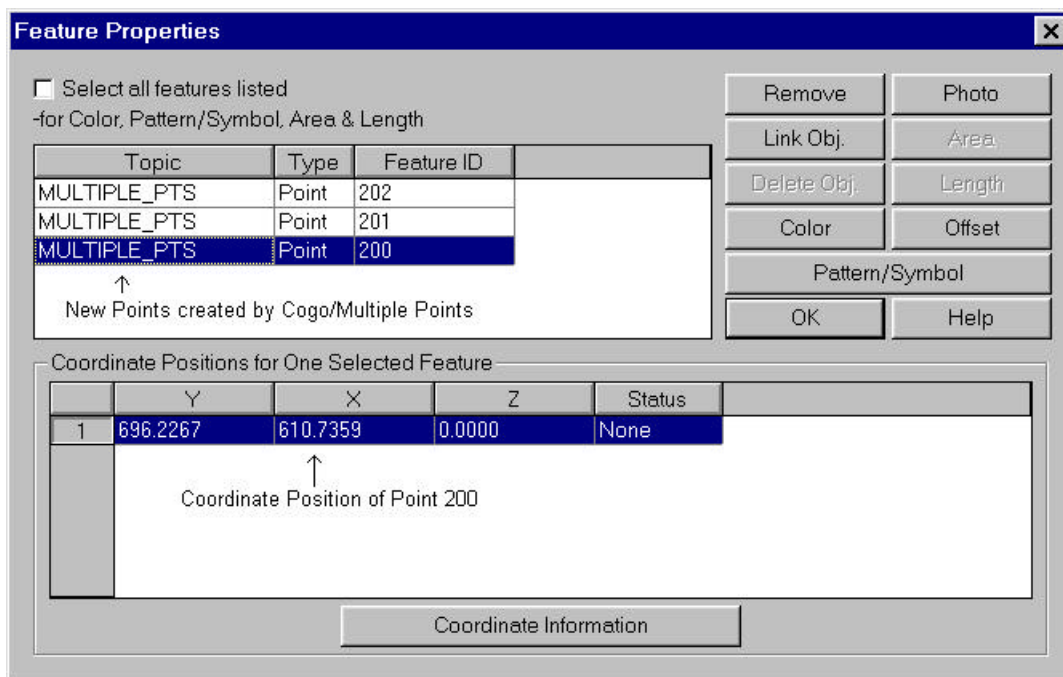 Feature Properties
Select all features listed
-for Color, Pattern/Symbol, Area & Length
Topic Type Feature ID
MULTIPLE_PTS Point 202
MULTIPLE_PTS Point 201
MULTIPLE_PTS Point 200
New Points created by Cogo/Multiple Points
Remove Photo
Link Obj. Area
Delete Obj. Length
Color Offset
Pattern/Symbol
OK Help
Coordinate Positions for One Selected Feature
Y X Z Status
1 696.2267 610.7359 0.0000 None
Coordinate Position of Point 200
Coordinate Information